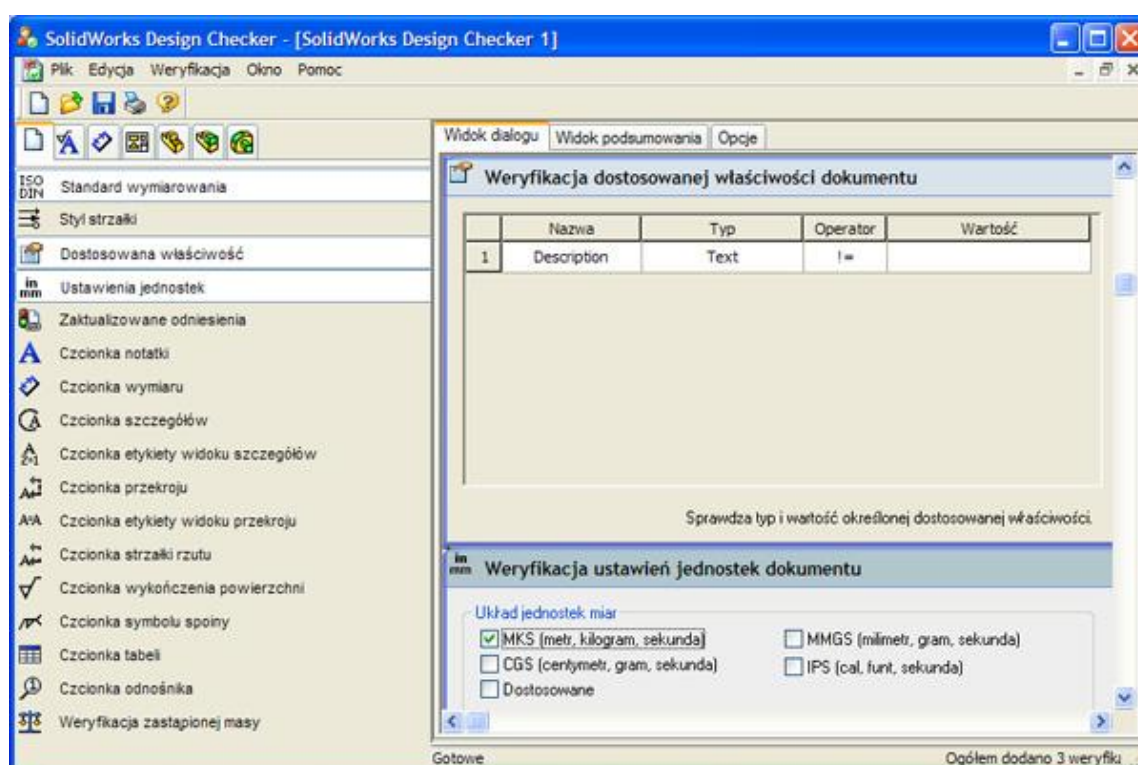 SolidWorks Design Checker - [SolidWorks Design Checker 1]
Plik Edycja Weryfikacja Okno Pomoc
Widok dialogu Widok podsumowania Opcje
ISO DIN Standard wymiarowania
Styl strzałki
Dostosowana właściwość
in mm Ustawienia jednostek
Zaktualizowane odniesienia
A Czcionka notatki
Czcionka wymiaru
Czcionka szczegółów
Czcionka etykiety widoku szczegółów
Czcionka przekroju
A-A Czcionka etykiety widoku przekroju
Czcionka strzałki rzutu
Czcionka wykończenia powierzchni
Czcionka symbolu spoiny
Czcionka tabeli
Czcionka odnośnika
Weryfikacja zastąpionej masy
Weryfikacja dostosowanej właściwości dokumentu
Nazwa Typ Operator Wartość
1 Description Text !=
Sprawdza typ i wartość określonej dostosowanej właściwości.
in mm Weryfikacja ustawień jednostek dokumentu
Układ jednostek miar
MKS (metr, kilogram, sekunda) MMGS (milimetr, gram, sekunda)
CGS (centymetr, gram, sekunda) IPS (cal, funt, sekunda)
Dostosowane
Gotowe Ogółem dodano 3 weryfik